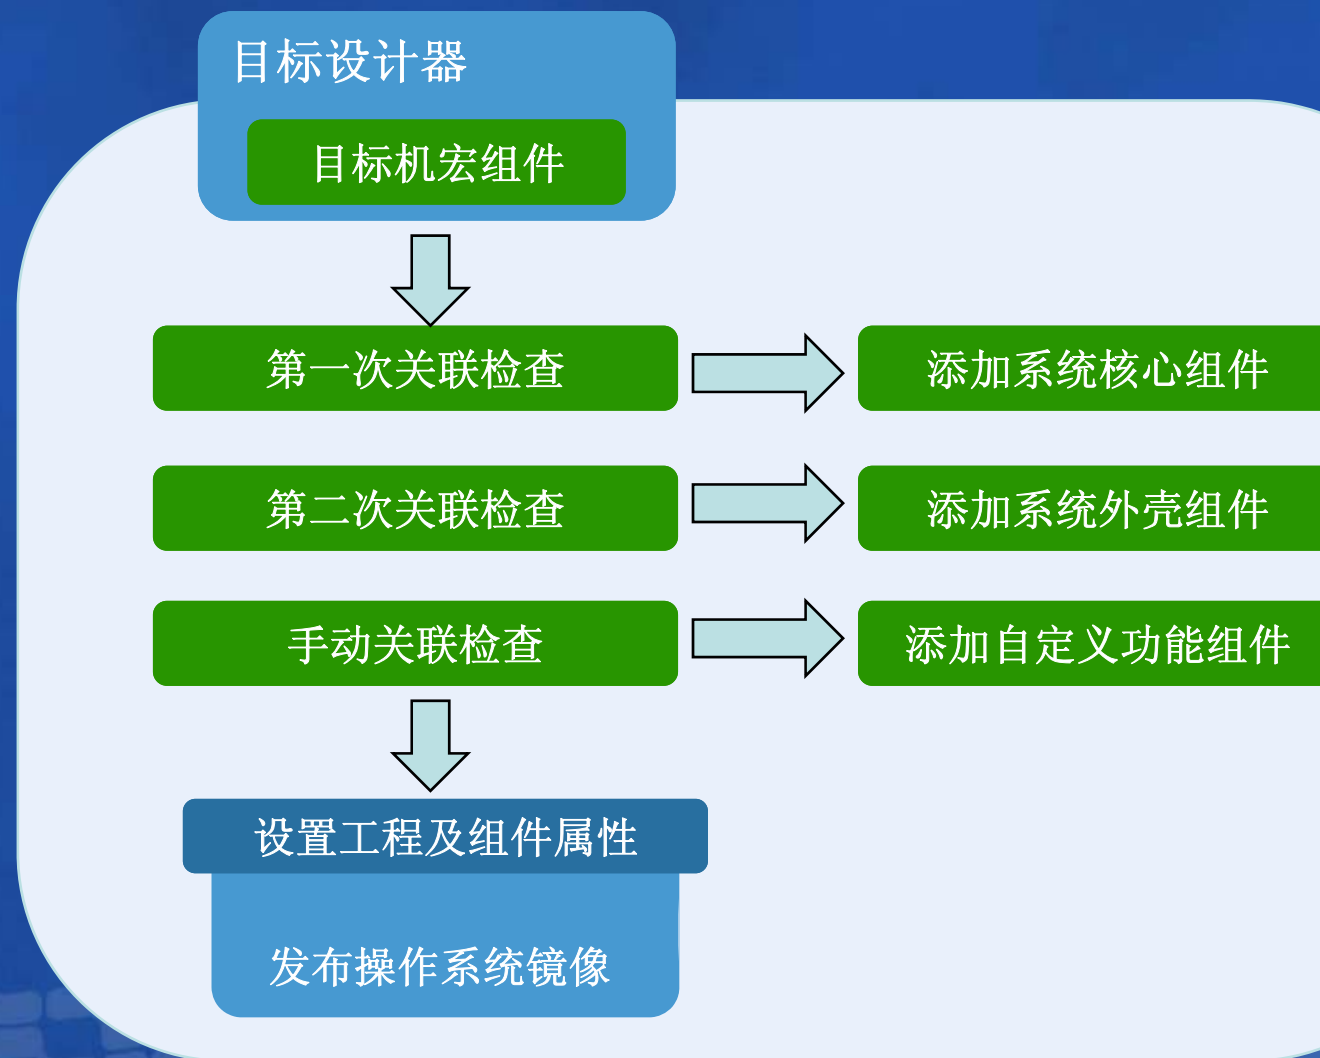 目标设计器
目标机宏组件
第一次关联检查
添加系统核心组件
第二次关联检查
添加系统外壳组件
手动关联检查
添加自定义功能组件
设置工程及组件属性
发布操作系统镜像